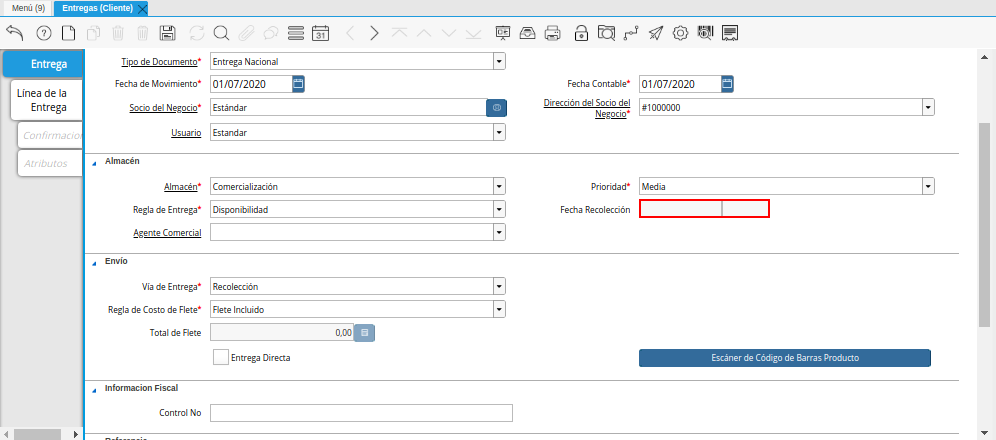 Menú (9) Entregas (Cliente)
Entrega
Línea de la
Entrega
Confirmacio
Atributos
Tipo de Documento* Entrega Nacional
Fecha de Movimiento* 01/07/2020 Fecha Contable* 01/07/2020
Socio del Negocio* Estándar Dirección del Socio del
Negocio* #1000000
Usuario Estandar
Almacén
Almacén* Comercialización Prioridad* Media
Regla de Entrega* Disponibilidad Fecha Recolección
Agente Comercial
Envío
Vía de Entrega* Recolección
Regla de Costo de Flete* Flete Incluido
Total de Flete 0,00
Entrega Directa Escáner de Código de Barras Producto
Informacion Fiscal
Control No